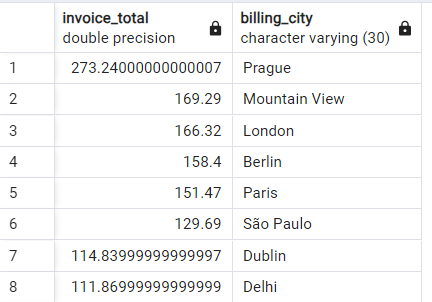 invoice_total billing_city
double precision character varying (30)
1 273.24000000000007 Prague
2 169.29 Mountain View
3 166.32 London
4 158.4 Berlin
5 151.47 Paris
6 129.69 São Paulo
7 114.83999999999997 Dublin
8 111.86999999999999 Delhi